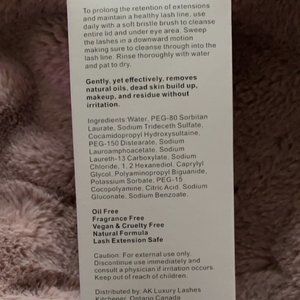 To prolong the retention of extensions
and maintain a healthy lash line, use
daily with a soft bristle brush to cleanse
entire lid and under eye area. Sweep
the lashes in a downward motion
making sure to cleanse through into the
lash line. Rinse thoroughly with water
and pat to dry.
Gently, yet effectively, removes
natural oils, dead skin build up,
makeup, and residue without
irritation.
Ingredients:Water, PEG-80 Sorbitan
Laurate, Sodium Trideceth Sulfate,
Cocamidopropyl Hydroxysultaine,
PEG-150 Distearate, Sodium
Lauroamphoacetate, Sodium
Laureth-13 Carboxylate, Sodium
Chloride, 1, 2 Hexanediol, Caprylyl
Glycol, Polyaminopropyl Biguanide,
Potassium Sorbate, PEG-15
Cocopolyamine, Citric Acid, Sodium
Gluconate, Sodium Benzoate.
Oil Free
Fragrance Free
Vegan & Cruelty Free
Natural Formula
Lash Extension Safe
Caution: For external use only.
Discontinue use immediately and
consult a physician if irritation occurs.
Keep out of reach of children.
Distributed by: AK Luxury Lashes
Kitchener, Ontario Canada